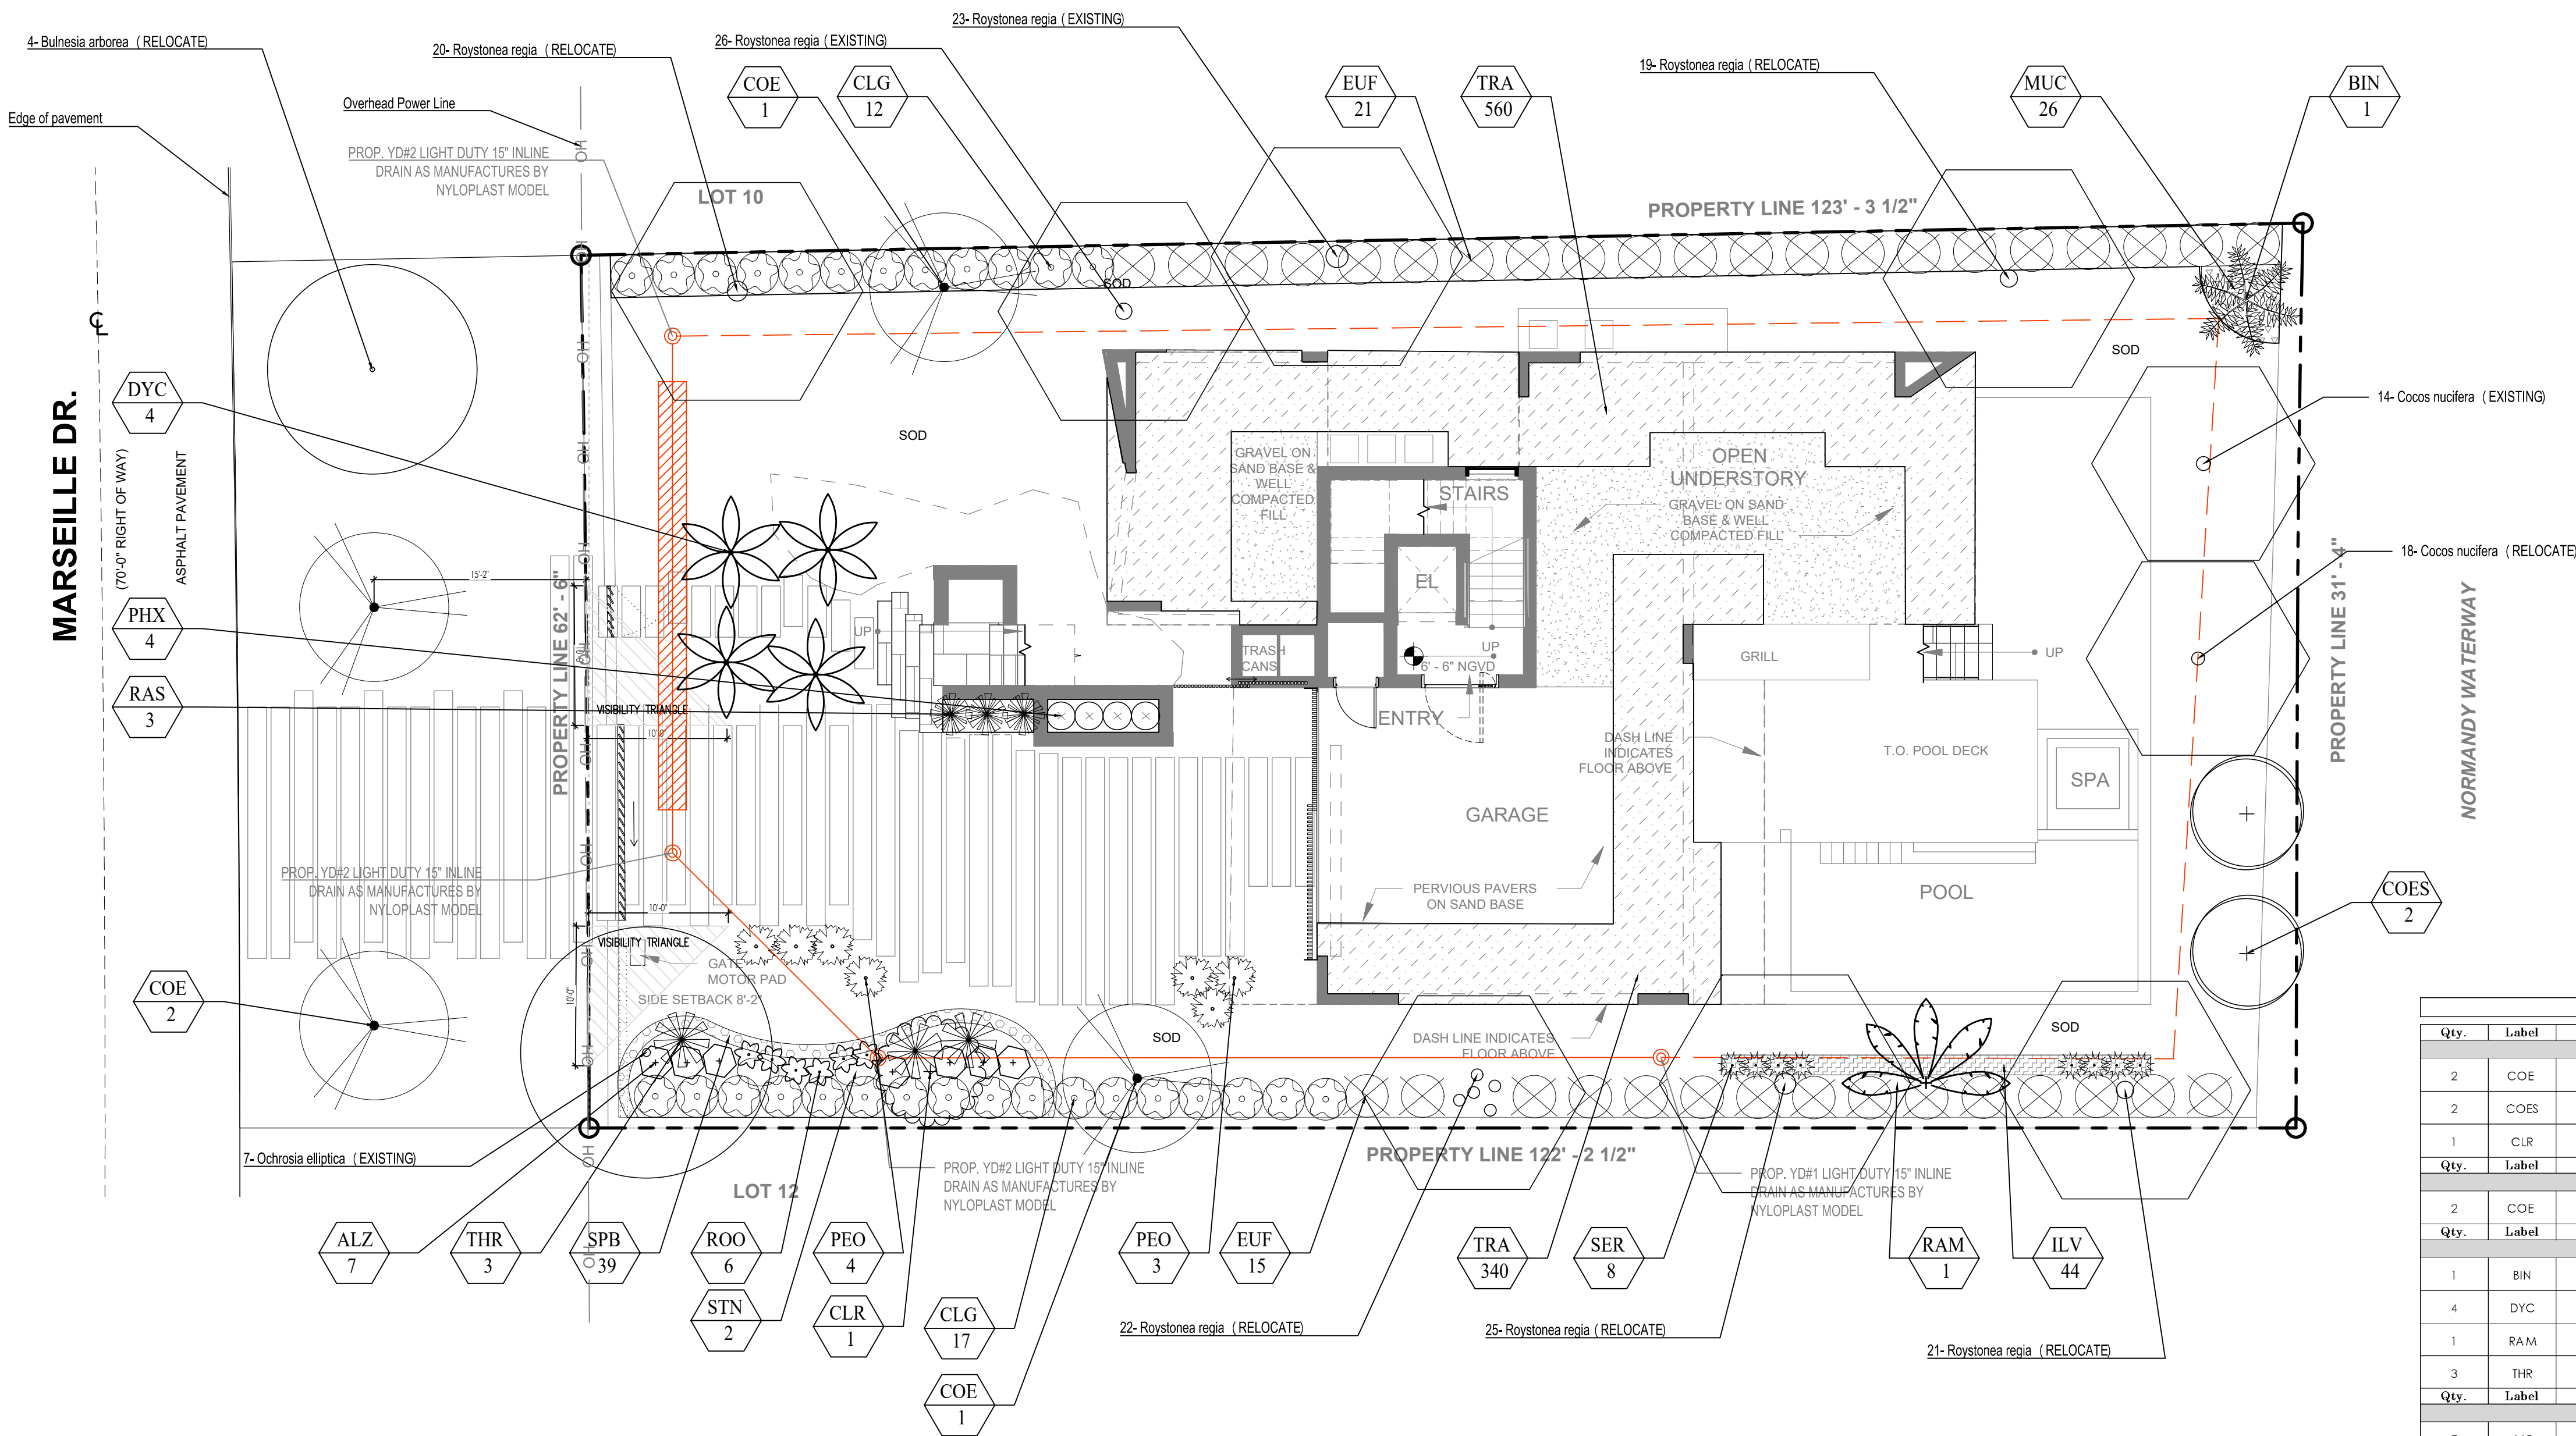 23- Roystonea regia (EXISTING)
4- Bulnesia arborea (RELOCATE)
20- Roystonea regia (RELOCATE)
26- Roystonea regia (EXISTING)
19- Roystonea regia (RELOCATE)
COE
1
CLG
12
EUF
21
TRA
560
MUC
26
BIN
1
Overhead Power Line
Edge of pavement
PROP. YD#2 LIGHT DUTY 15" INLINE
DRAIN AS MANUFACTURES BY
NYLOPLAST MODEL
LOT 10
PROPERTY LINE 123' - 3 1/2"
SOD
SOD
14- Cocos nucifera (EXISTING)
DYC
4
SOD
MARSEILLE DR.
(70'-0" RIGHT OF WAY)
ASPHALT PAVEMENT
GRAVEL ON
SAND BASE &
WELL
COMPACTED
FILL
STAIRS
OPEN
UNDERSTORY
GRAVEL ON SAND
BASE & WELL
COMPACTED FILL
18- Cocos nucifera (RELOCATE)
15'-2"
EL
PHX
4
UP
TRASH
CANS
UP
6' - 6" NGVD
GRILL
UP
PROPERTY LINE 62' - 6"
PROPERTY LINE 31' - 4"
NORMANDY WATERWAY
RAS
3
VISIBILITY TRIANGLE
10'-0"
ENTRY
DASH LINE
INDICATES
FLOOR ABOVE
T.O. POOL DECK
SPA
GARAGE
PROP. YD#2 LIGHT DUTY 15" INLINE
DRAIN AS MANUFACTURES BY
NYLOPLAST MODEL
10'-0"
PERVIOUS PAVERS
ON SAND BASE
POOL
COES
2
VISIBILITY TRIANGLE
GATE
MOTOR PAD
SIDE SETBACK 8'-2"
10'-0"
COE
2
SOD
DASH LINE INDICATES
FLOOR ABOVE
SOD
7- Ochrosia elliptica (EXISTING)
LOT 12
PROP. YD#2 LIGHT DUTY 15" INLINE
DRAIN AS MANUFACTURES BY
NYLOPLAST MODEL
PROPERTY LINE 122' - 2 1/2"
PROP. YD#1 LIGHT DUTY 15" INLINE
DRAIN AS MANUFACTURES BY
NYLOPLAST MODEL
ALZ
7
THR
3
SPB
39
ROO
6
PEO
4
PEO
3
EUF
15
TRA
340
SER
8
RAM
1
ILV
44
STN
2
CLR
1
CLG
17
22- Roystonea regia (RELOCATE)
25- Roystonea regia (RELOCATE)
21- Roystonea regia (RELOCATE)
COE
1
Qty. Label
2 COE
2 COES
1 CLR
Qty. Label
2 COE
Qty. Label
1 BIN
4 DYC
1 RAM
3 THR
Qty. Label